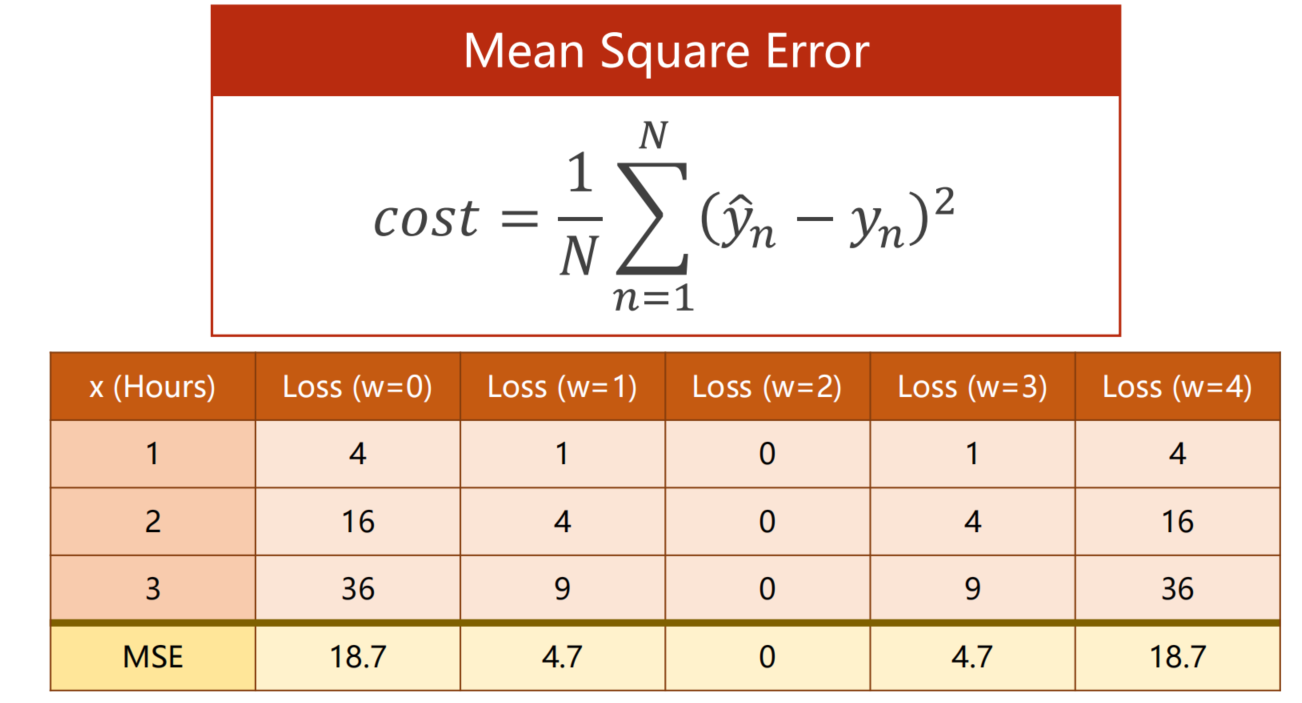 Mean Square Error
cost = \frac{1}{N} \sum_{n=1}^{N} (\hat{y}_n - y_n)^2
x (Hours) Loss (w=0) Loss (w=1) Loss (w=2) Loss (w=3) Loss (w=4)
1 4 1 0 1 4
2 16 4 0 4 16
3 36 9 0 9 36
MSE 18.7 4.7 0 4.7 18.7